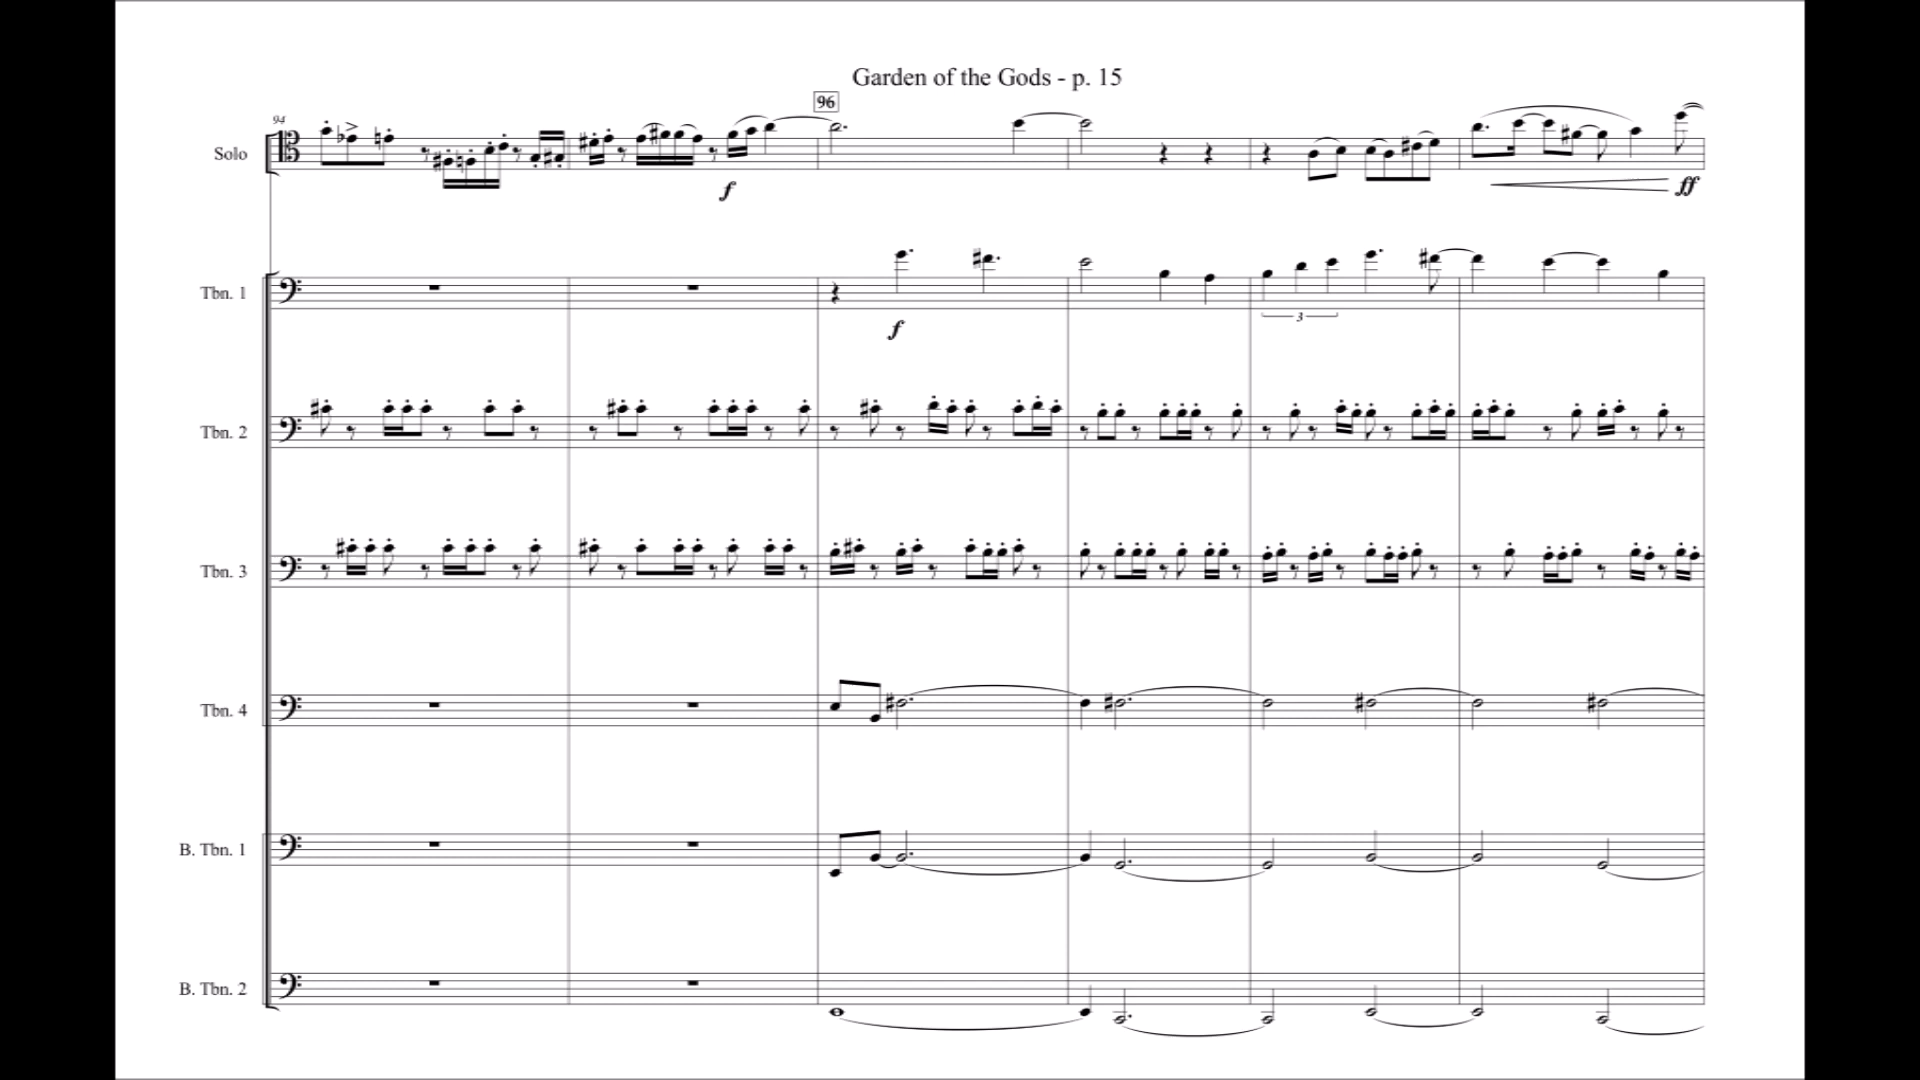 Garden of the Gods - p. 15
96
94
Solo
f
ff
Tbn. 1
f
3
Tbn. 2
Tbn. 3
Tbn. 4
B. Tbn. 1
B. Tbn. 2